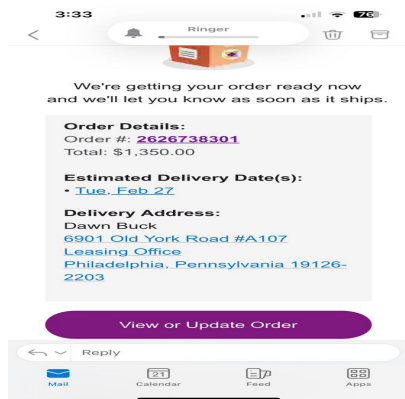 3:33
76
Ringer
We're getting your order ready now
and we'll let you know as soon as it ships.
Order Details:
Order #: 2626738301
Total: $1,350.00
Estimated Delivery Date(s):
• Tue, Feb 27
Delivery Address:
Dawn Buck
6901 Old York Road #A107
Leasing Office
Philadelphia, Pennsylvania 19126-
2203
View or Update Order
Reply
21
Mail
Calendar
Feed
Apps